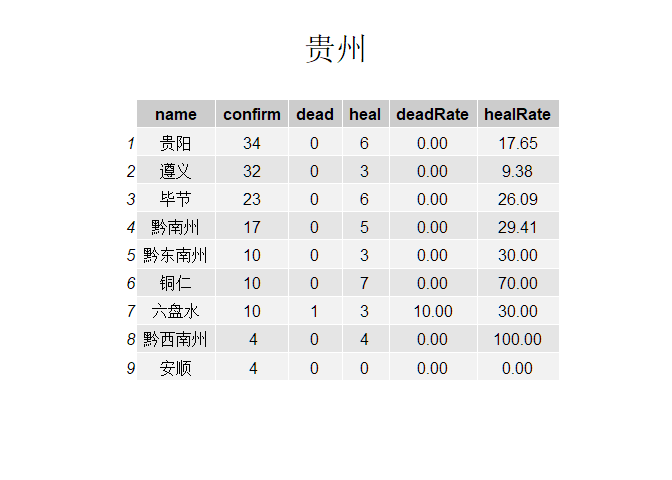 贵州
name confirm dead heal deadRate healRate
1 贵阳 34 0 6 0.00 17.65
2 遵义 32 0 3 0.00 9.38
3 毕节 23 0 6 0.00 26.09
4 黔南州 17 0 5 0.00 29.41
5 黔东南州 10 0 3 0.00 30.00
6 铜仁 10 0 7 0.00 70.00
7 六盘水 10 1 3 10.00 30.00
8 黔西南州 4 0 4 0.00 100.00
9 安顺 4 0 0 0.00 0.00